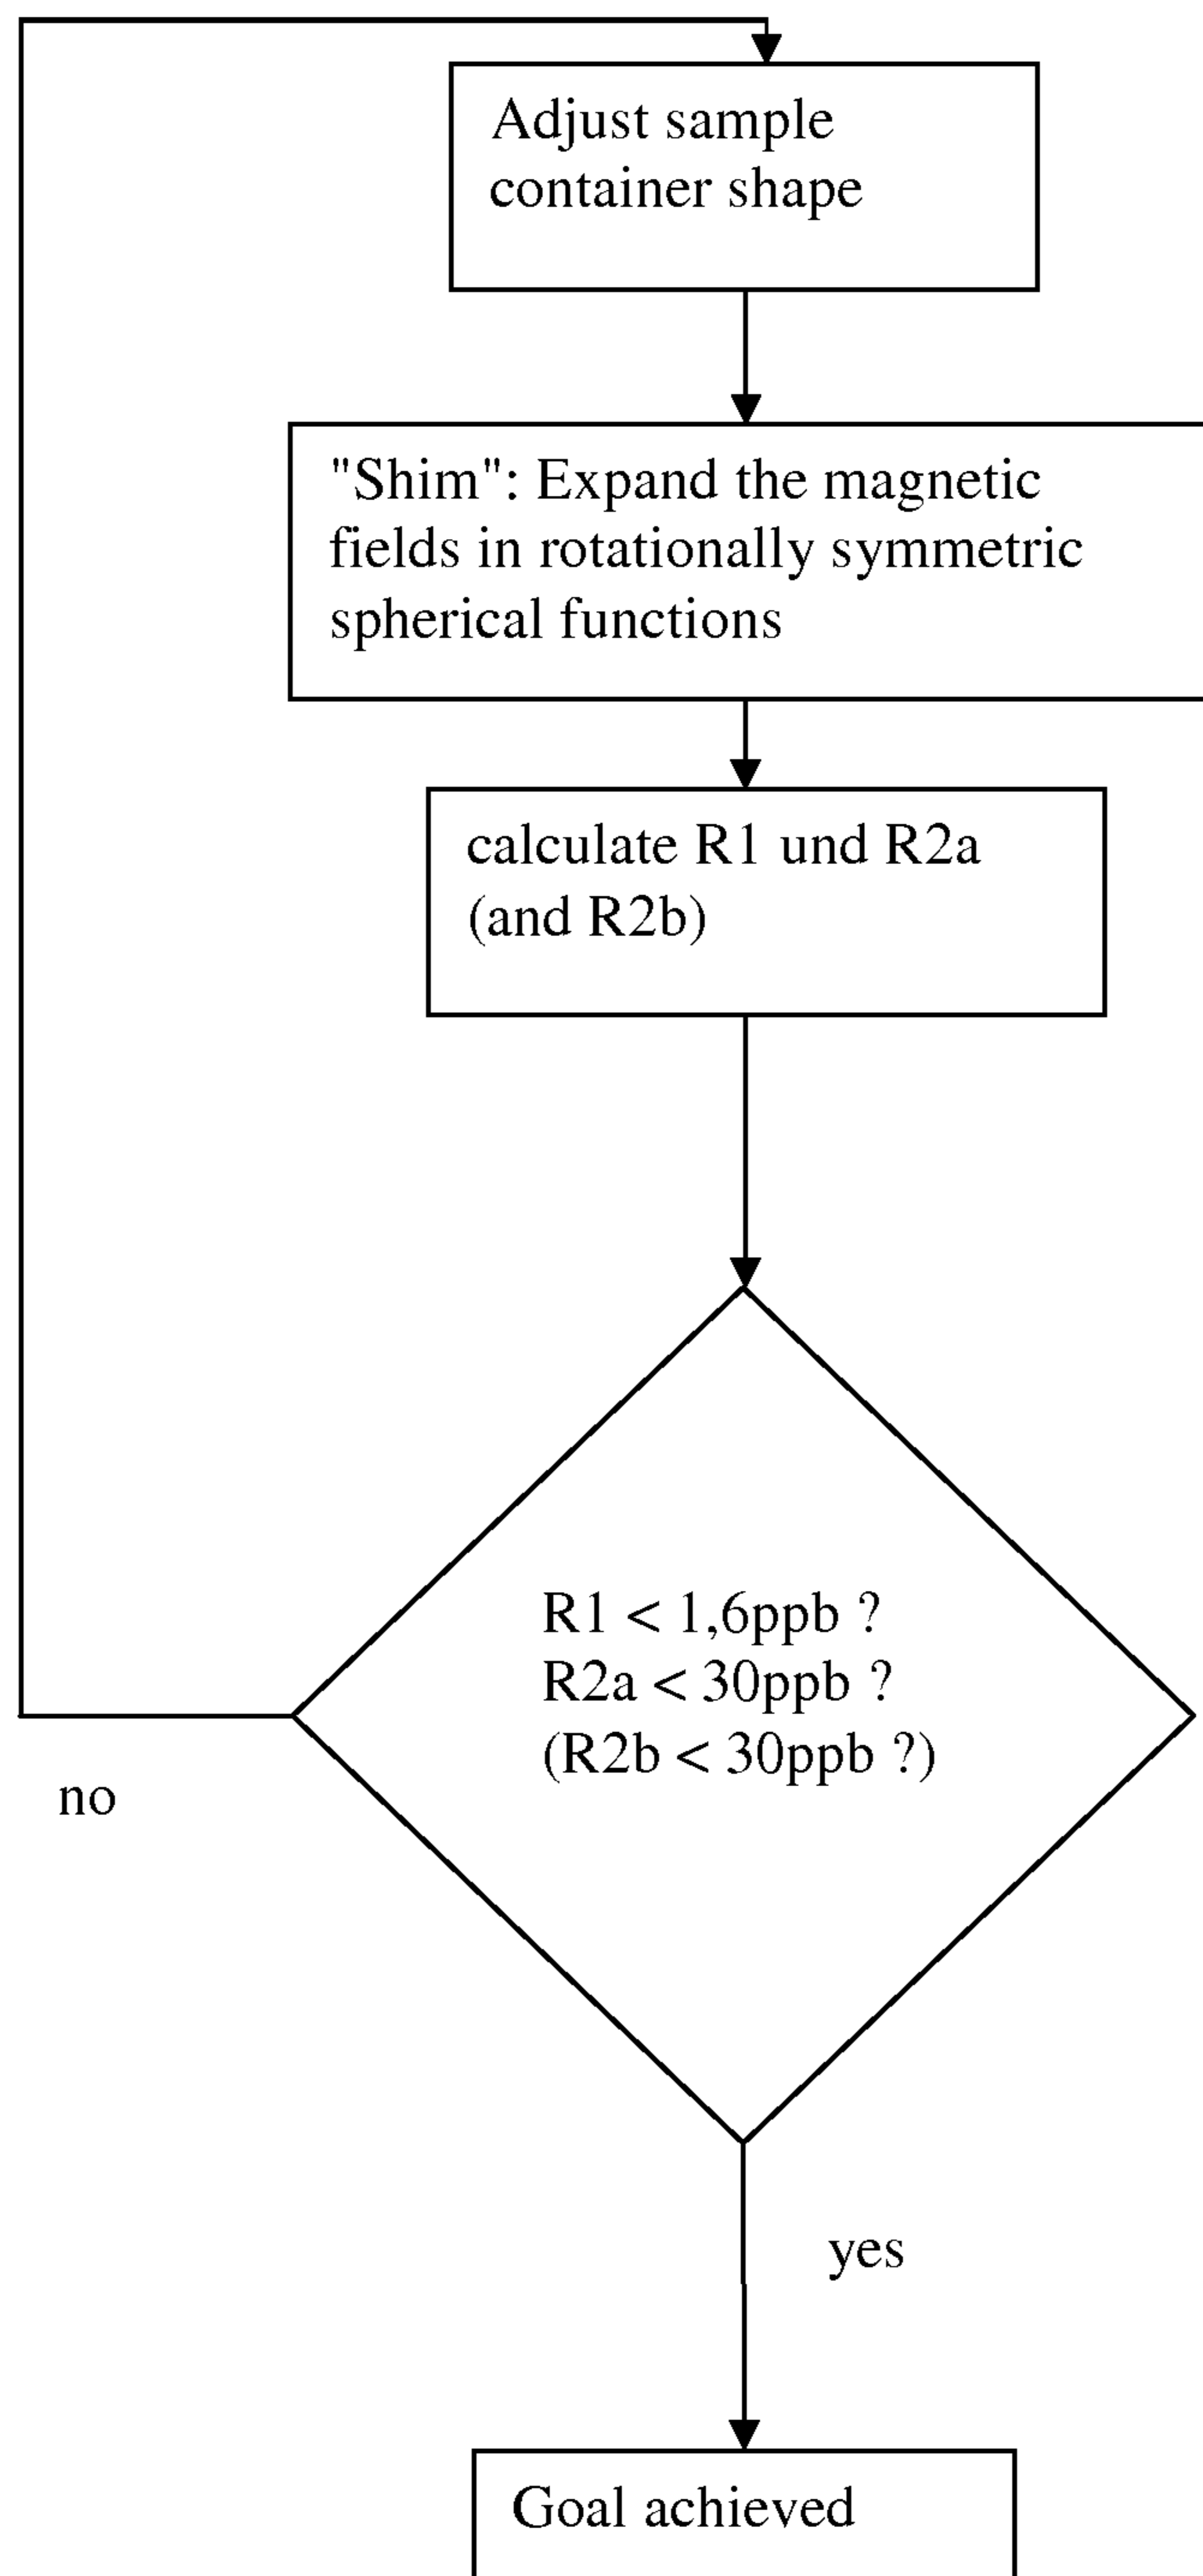 Adjust sample
container shape
"Shim": Expand the magnetic
fields in rotationally symmetric
spherical functions
calculate R1 und R2a
(and R2b)
R1 < 1,6ppb ?
R2a < 30ppb ?
(R2b < 30ppb ?)
no
yes
Goal achieved